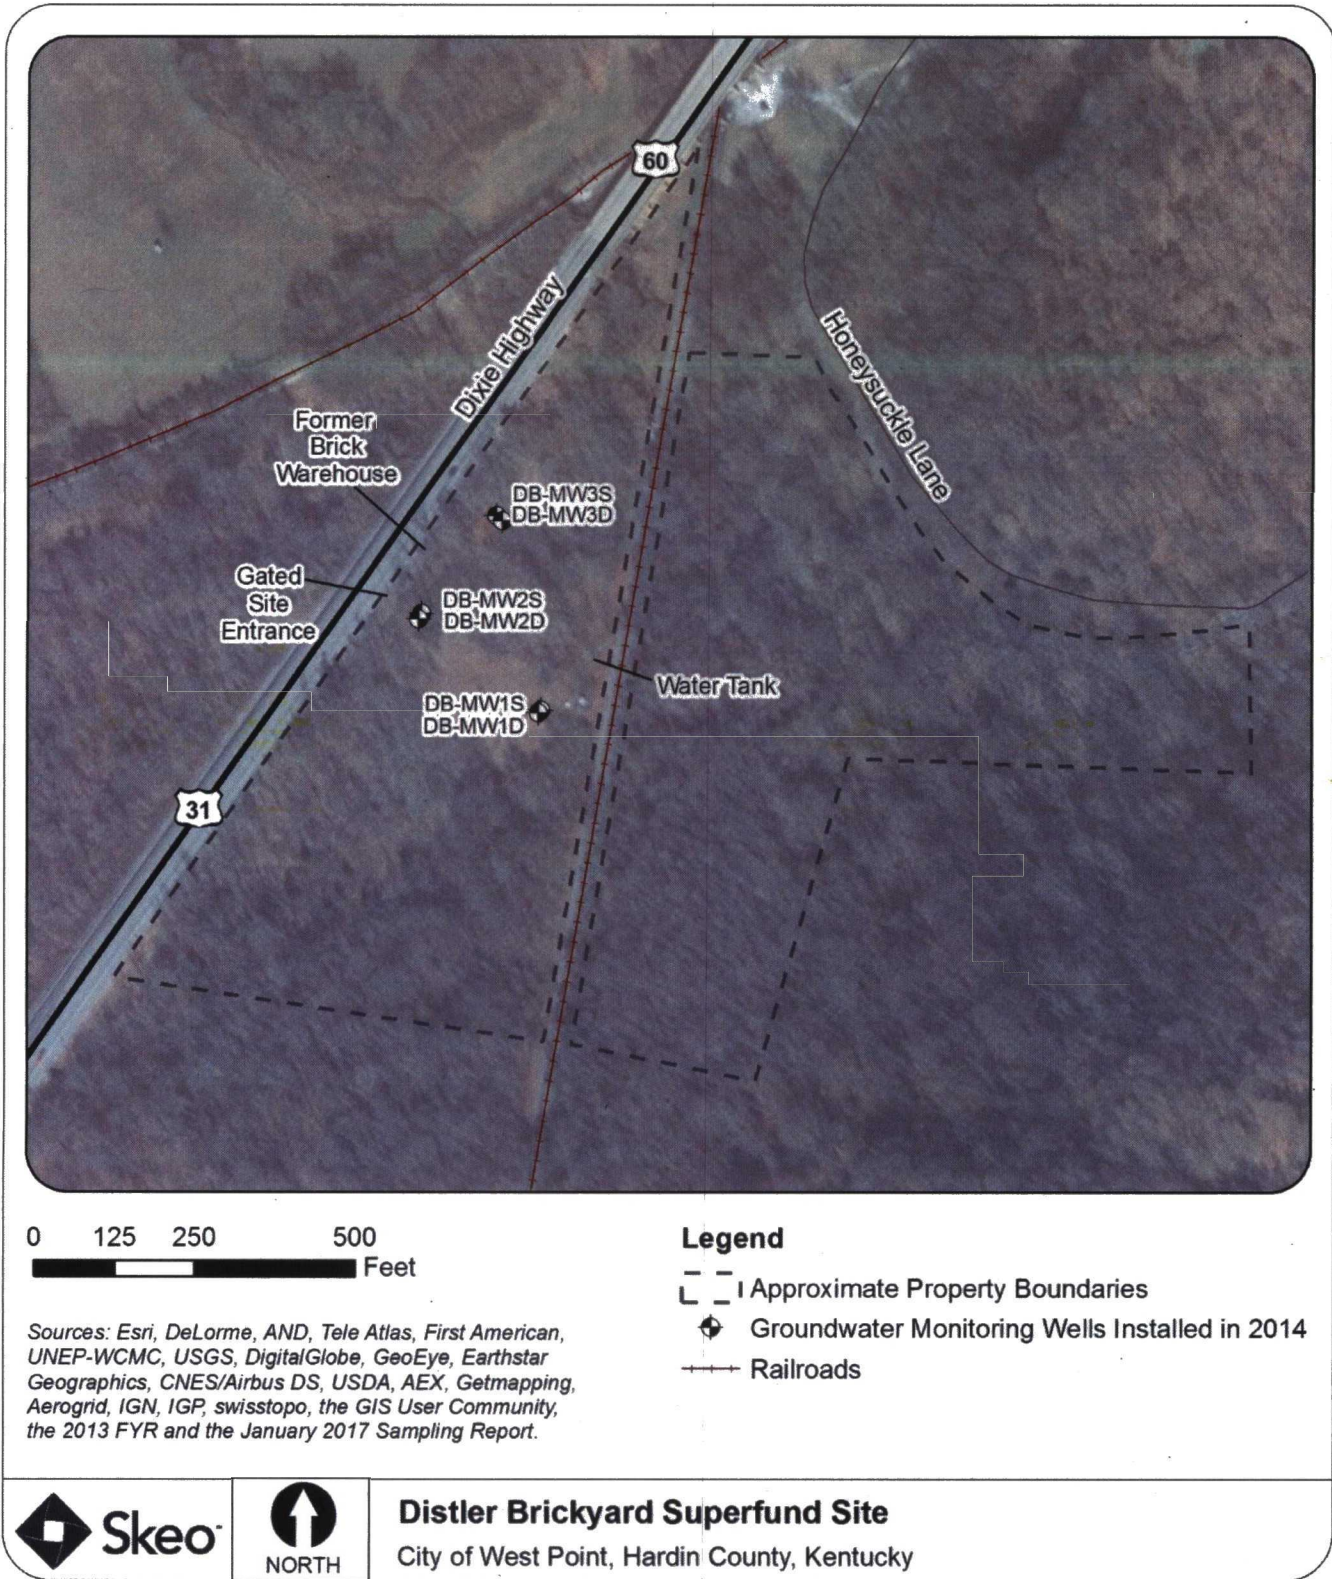 60
Dixie Highway
Honeysuckle Lane
Former
Brick
Warehouse
DB-MW3S
DB-MW3D
Gated
Site
Entrance
DB-MW2S
DB-MW2D
Water Tank
DB-MW1S
DB-MW1D
31
0 125 250 500
Feet
Legend
Approximate Property Boundaries
Groundwater Monitoring Wells Installed in 2014
Railroads
Sources: Esri, DeLorme, AND, Tele Atlas, First American,
UNEP-WCMC, USGS, DigitalGlobe, GeoEye, Earthstar
Geographics, CNES/Airbus DS, USDA, AEX, Getmapping,
Aerogrid, IGN, IGP, swisstopo, the GIS User Community,
the 2013 FYR and the January 2017 Sampling Report.
Skeo
NORTH
Distler Brickyard Superfund Site
City of West Point, Hardin County, Kentucky